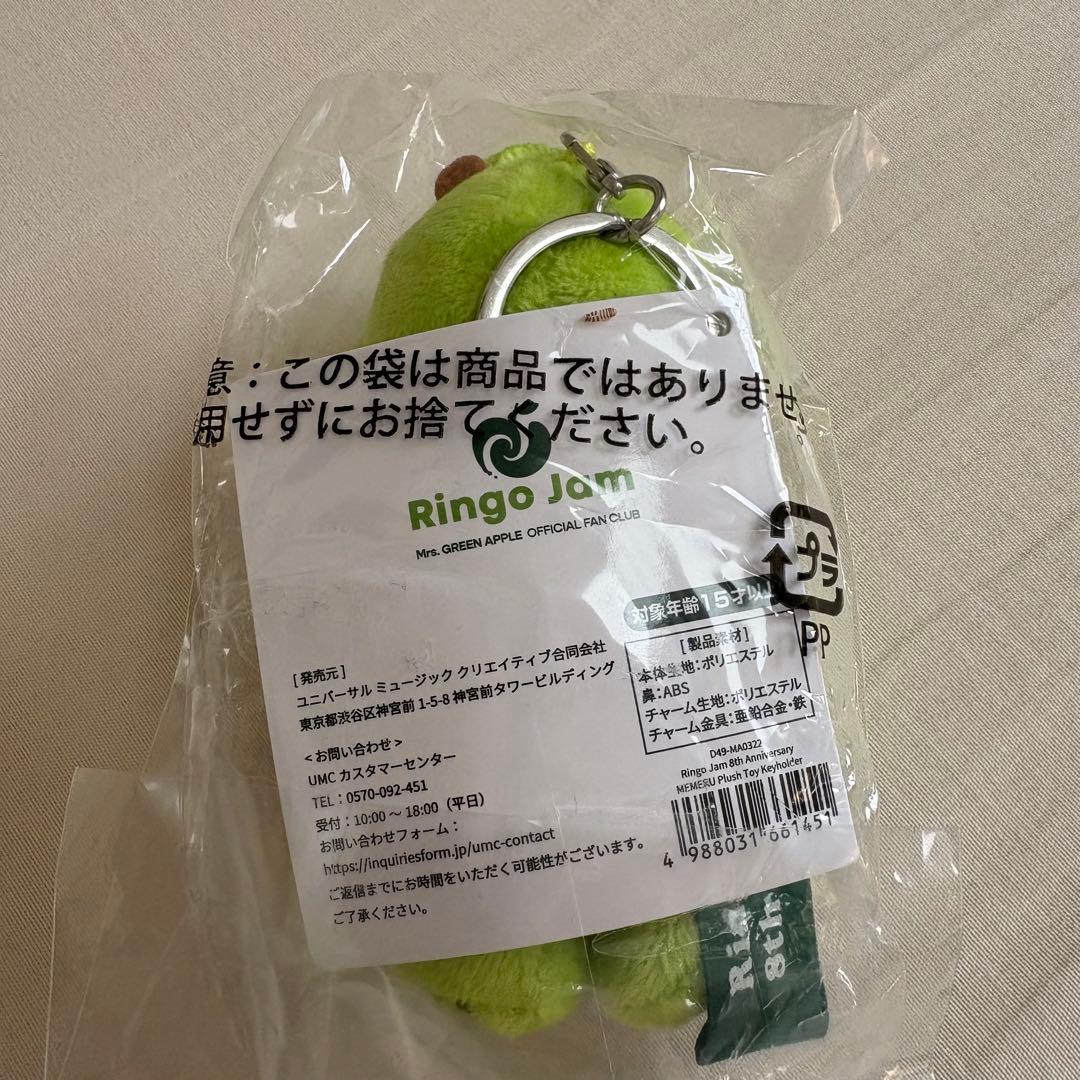 意：この袋は商品ではありませ
用せずにお捨てください。
Ringo Jam
Mrs. GREEN APPLE OFFICIAL FAN CLUB
対象年齢15才以上
[製品素材]
本体生地：ポリエステル
鼻：ABS
チャーム生地：ポリエステル
チャーム金具：亜鉛合金・鉄
プラ
PP
[発売元]
ユニバーサル ミュージック クリエイティブ合同会社
東京都渋谷区神宮前 1-5-8 神宮前タワービルディング
<お問い合わせ>
UMC カスタマーセンター
TEL：0570-092-451
受付：10:00～18:00（平日）
お問い合わせフォーム：
https://inquiriesform.jp/umc-contact
ご返信までにお時間をいただく可能性がございます。
ご了承ください。
D49-MA0322
Ringo Jam 8th Anniversary
Plush Toy Keyholder
4 988031 661451
8th